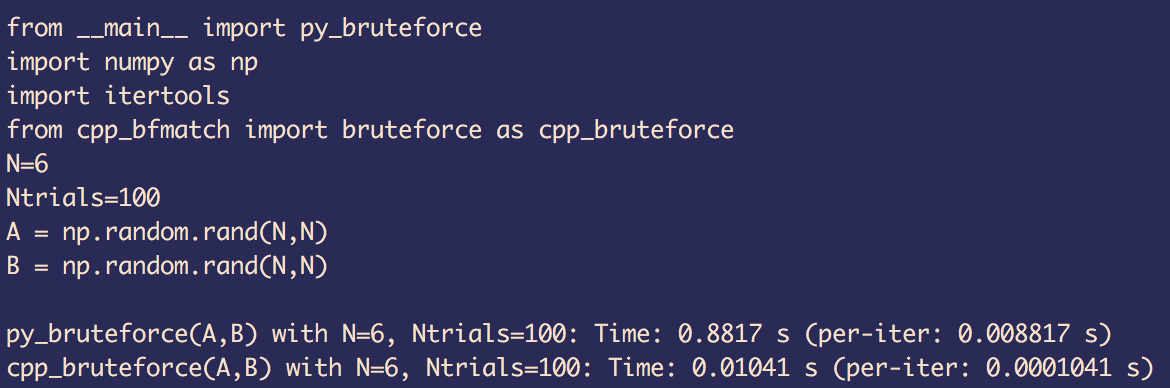 from __main__ import py_bruteforce
import numpy as np
import itertools
from cpp_bfmatch import bruteforce as cpp_bruteforce
N=6
Ntrials=100
A = np.random.rand(N,N)
B = np.random.rand(N,N)
py_bruteforce(A,B) with N=6, Ntrials=100: Time: 0.8817 s (per-iter: 0.008817 s)
cpp_bruteforce(A,B) with N=6, Ntrials=100: Time: 0.01041 s (per-iter: 0.0001041 s)